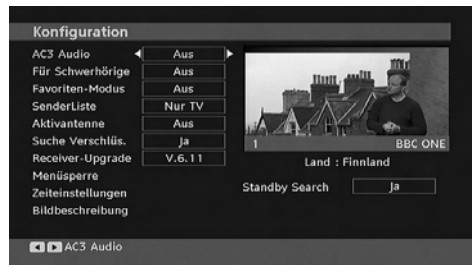 Konfiguration
AC3 Audio Aus
Für Schwerhörige Aus
Favoriten-Modus Aus
SenderListe Nur TV
Aktivantenne Aus
Suche Verschlüs. Ja
Receiver-Upgrade V.6.11
Menüsperre
Zeiteinstellungen
Bildbeschreibung
1 BBC ONE
Land : Finnland
Standby Search Ja
AC3 Audio